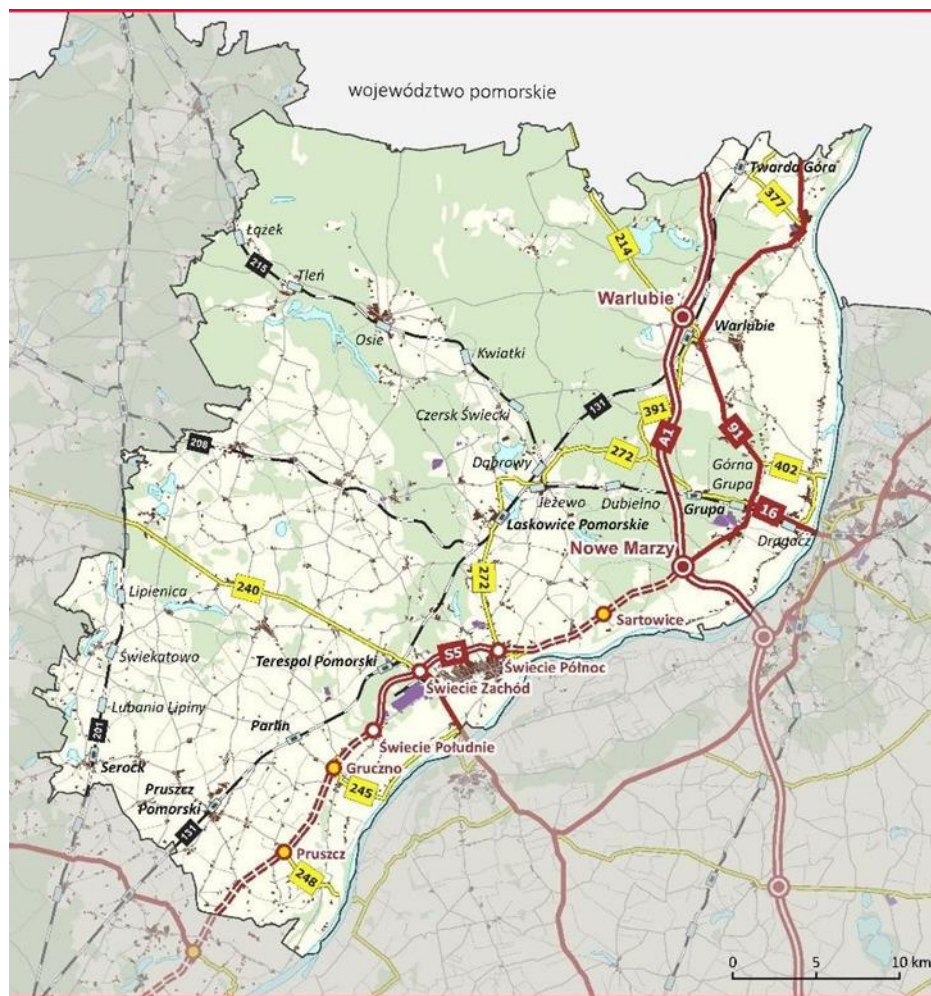 województwo pomorskie
Twarda Góra
377
Łążek
215
214
Tleń
Warlubie
Osie
Warlubie
Kwiatki
131
Czersk Świecki
391
91
A1
208
272
Dąbrowy
Górna
Grupa
402
Jeżewo
Dubielno
Grupa
16
Laskowice Pomorskie
Dragacz
Nowe Marzy
272
240
Lipienica
Sartowice
S5
Świekatowo
Terespol Pomorski
Świecie Północ
Świecie Zachód
Lubania Lipiny
201
Parlin
Świecie Południe
Serock
Gruczno
245
Pruszcz
Pomorski
131
Pruszcz
248
0 5 10 km